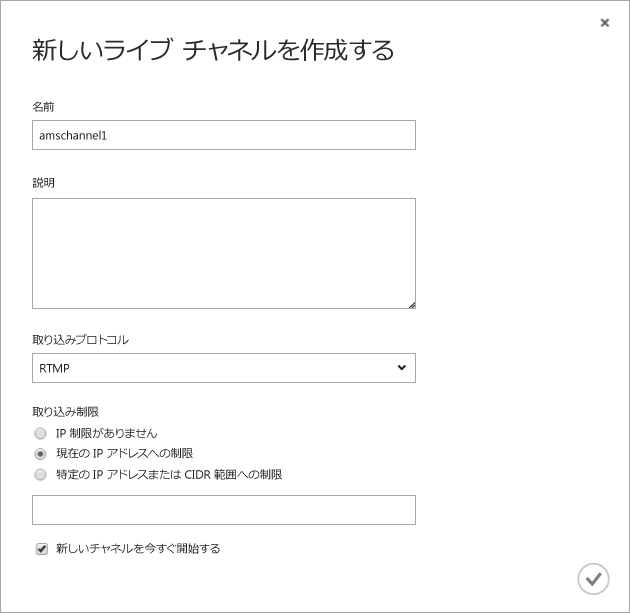 新しいライブ チャネルを作成する
名前
amschannel1
説明
取り込みプロトコル
RTMP
取り込み制限
IP 制限がありません
現在の IP アドレスへの制限
特定の IP アドレスまたは CIDR 範囲への制限
新しいチャネルを今すぐ開始する